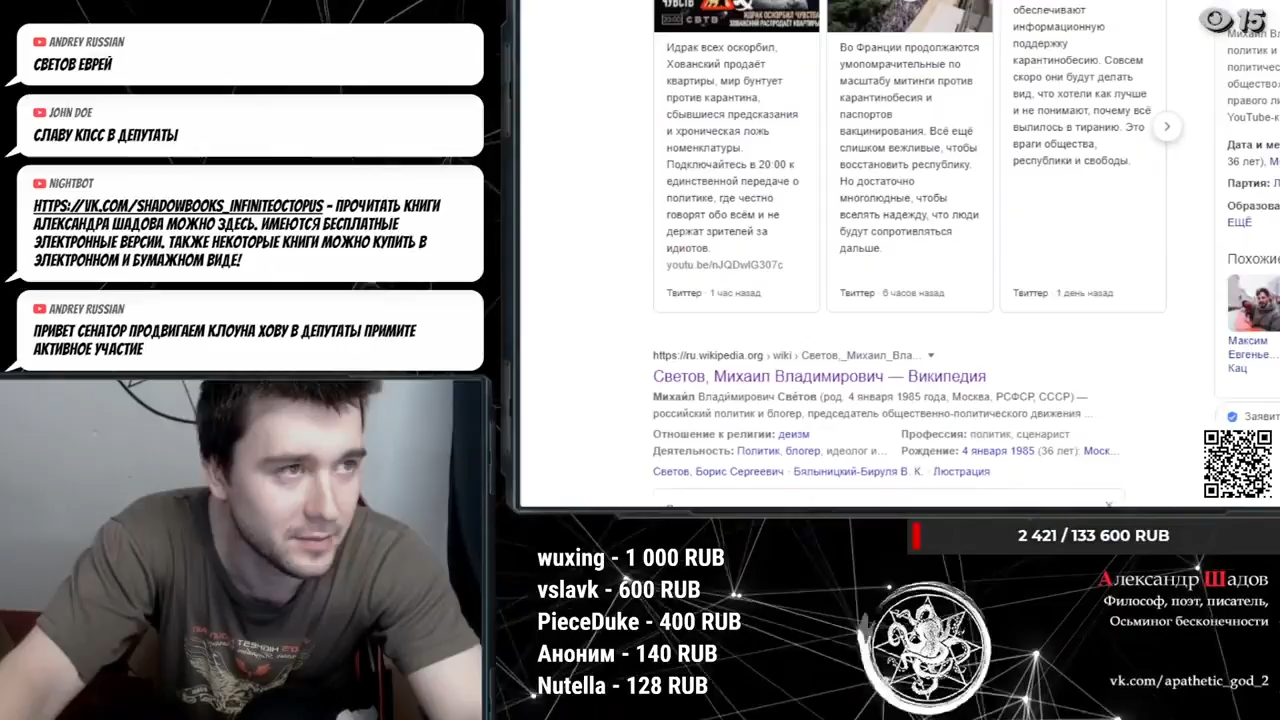 ANDREY RUSSIAN
СВЕТОВ ЕВРЕЙ
JOHN DOE
СЛАВУ КПСС В ДЕПУТАТЫ
NIGHTBOT
HTTPS://VK.COM/SHADOWBOOKS_INFINITEOCTOPUS - ПРОЧИТАТЬ КНИГИ
АЛЕКСАНДРА ШАДОВА МОЖНО ЗДЕСЬ. ИМЕЮТСЯ БЕСПЛАТНЫЕ
ЭЛЕКТРОННЫЕ ВЕРСИИ. ТАКЖЕ НЕКОТОРЫЕ КНИГИ МОЖНО КУПИТЬ В
ЭЛЕКТРОННОМ И БУМАЖНОМ ВИДЕ!
ANDREY RUSSIAN
ПРИВЕТ СЕНАТОР ПРОДВИГАЕМ КЛОУНА ХОВУ В ДЕПУТАТЫ ПРИМИТЕ
АКТИВНОЕ УЧАСТИЕ
Идрак всех оскорбил,
Хованский продаёт
квартиры, мир бунтует
против карантина,
сбывшиеся предсказания
и хроническая ложь
номенклатуры.
Подключайтесь в 20:00 к
единственной передаче о
политике, где честно
говорят обо всём и не
держат зрителей за
идиотов.
youtu.be/nJQDwIG307c
Твиттер · 1 час назад
Во Франции продолжаются
умопомрачительные по
масштабу митинги против
карантинобесия и
паспортов
вакцинирования. Всё ещё
слишком вежливые, чтобы
восстановить республику.
Но достаточно
многолюдные, чтобы
вселять надежду, что люди
будут сопротивляться
дальше.
Твиттер · 6 часов назад
обеспечивают
информационную
поддержку
карантинобесию. Совсем
скоро они будут делать
вид, что хотели как лучше
и не понимают, почему всё
вылилось в тиранию. Это
враги общества,
республики и свободы.
Твиттер · 1 день назад
15
политик и
YouTube-к
36 лет), М
Партия: Л
Образова
ЕЩЁ
Похожие
Максим
Евгенье...
Кац
Заявит
https://ru.wikipedia.org › wiki › Светов,_Михаил_Вла...
Светов, Михаил Владимирович — Википедия
Михаи́л Влади́мирович Све́тов (род. 4 января 1985 года, Москва, РСФСР, СССР) —
российский политик и блогер, председатель общественно-политического движения ...
Отношение к религии: деизм
Профессия: политик, сценарист
Деятельность: Политик, блогер, идеолог и...
Рождение: 4 января 1985 (36 лет); Моск...
Светов, Борис Сергеевич · Бялыницкий-Бируля В. К. · Люстрация
2 421 / 133 600 RUB
wuxing - 1 000 RUB
vslavk - 600 RUB
PieceDuke - 400 RUB
Аноним - 140 RUB
Nutella - 128 RUB
Александр Шадов
Философ, поэт, писатель,
Осьминог бесконечности
vk.com/apathetic_god_2